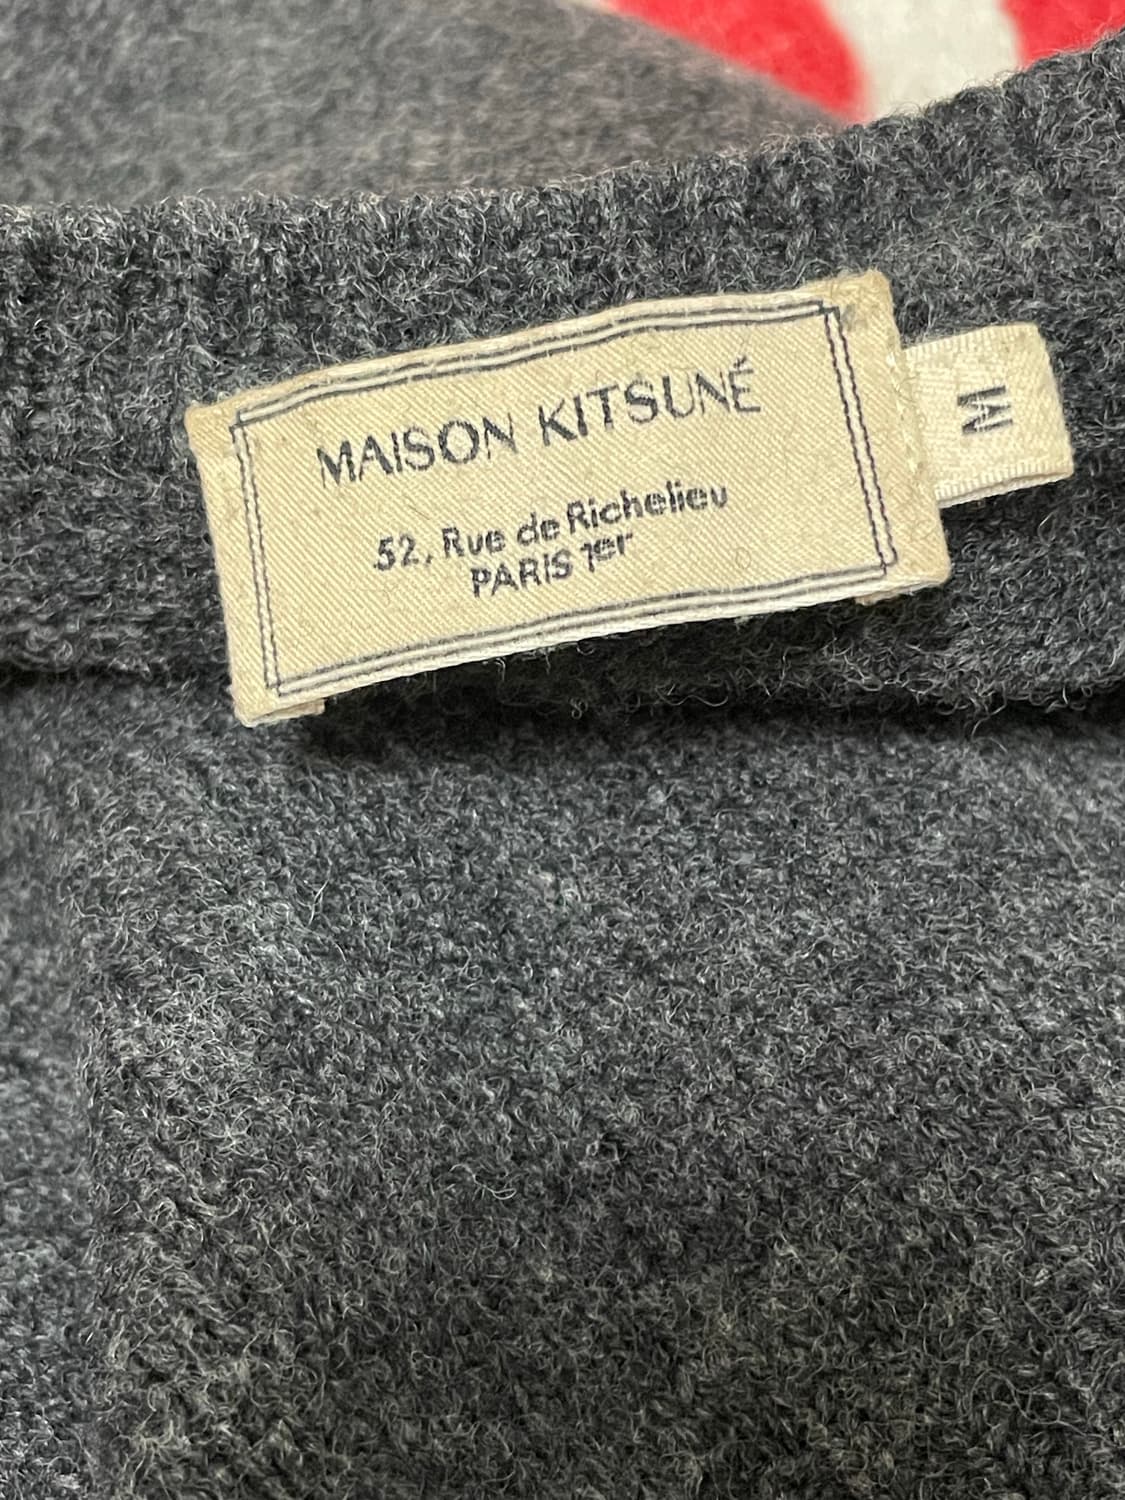 MAISON KITSUNÉ
52, Rue de Richelieu
PARIS 1er
M